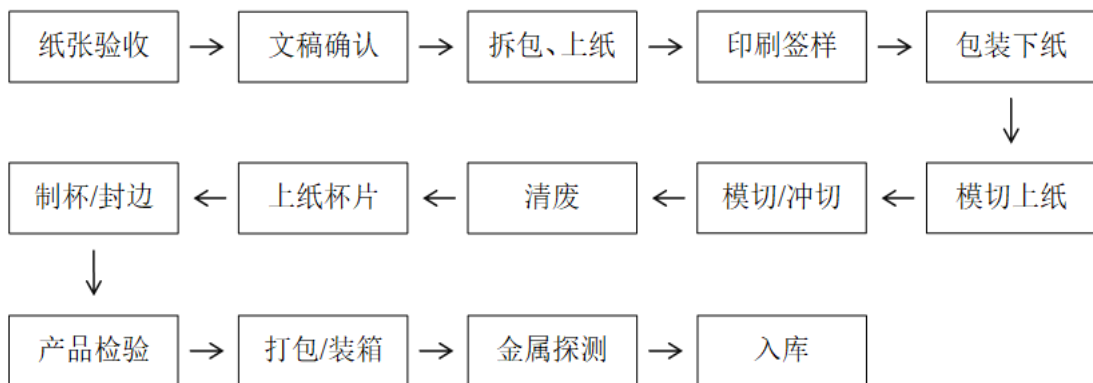 纸张验收 → 文稿确认 → 拆包、上纸 → 印刷签样 → 包装下纸
制杯/封边 ← 上纸杯片 ← 清废 ← 模切/冲切 ← 模切上纸
产品检验 → 打包/装箱 → 金属探测 → 入库